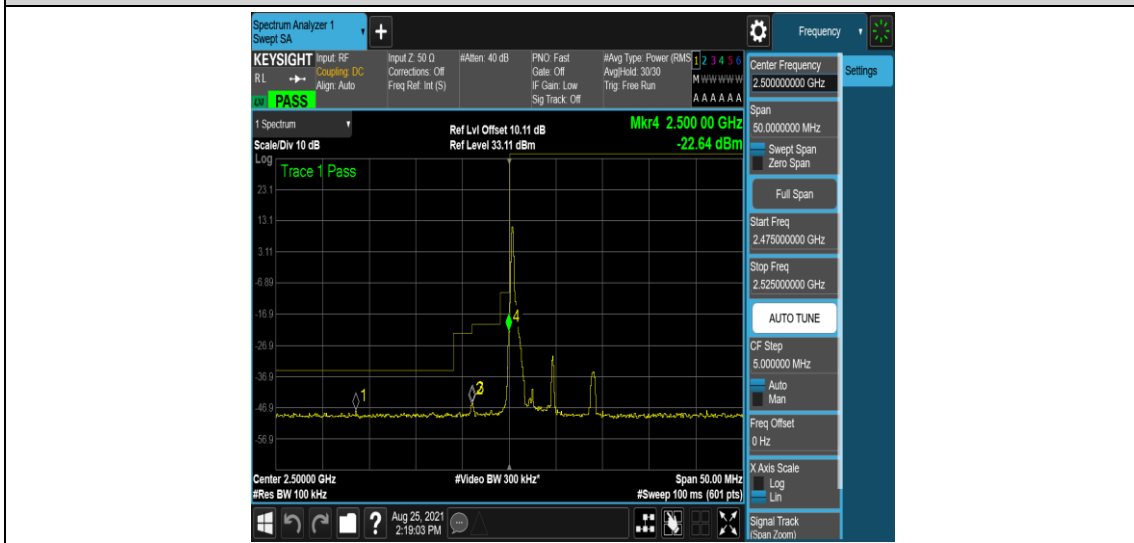 Spectrum Analyzer 1
Swept SA
+
Frequency
KEYSIGHT
RL
PASS
Input: RF
Coupling: DC
Align: Auto
Input Z: 50 Ω
Corrections: Off
Freq Ref: Int (S)
#Atten: 40 dB
PNO: Fast
Gate: Off
IF Gain: Low
Sig Track: Off
#Avg Type: Power (RMS
Avg|Hold: 30/30
Trig: Free Run
1 2 3 4 5 6
M W W W W W
A A A A A A
1 Spectrum
Scale/Div 10 dB
Ref Lvl Offset 10.11 dB
Ref Level 33.11 dBm
Mkr4 2.500 00 GHz
-22.64 dBm
Log
Trace 1 Pass
23.1
13.1
3.11
-6.89
-16.9
-26.9
-36.9
-46.9
-56.9
1
4
Center 2.50000 GHz
#Res BW 100 kHz
#Video BW 300 kHz*
Span 50.00 MHz
#Sweep 100 ms (601 pts)
Center Frequency
2.500000000 GHz
Settings
Span
50.0000000 MHz
Swept Span
Zero Span
Full Span
Start Freq
2.475000000 GHz
Stop Freq
2.525000000 GHz
AUTO TUNE
CF Step
5.000000 MHz
Auto
Man
Freq Offset
0 Hz
X Axis Scale
Log
Lin
Signal Track
(Span Zoom)
?
Aug 25, 2021
2:19:03 PM